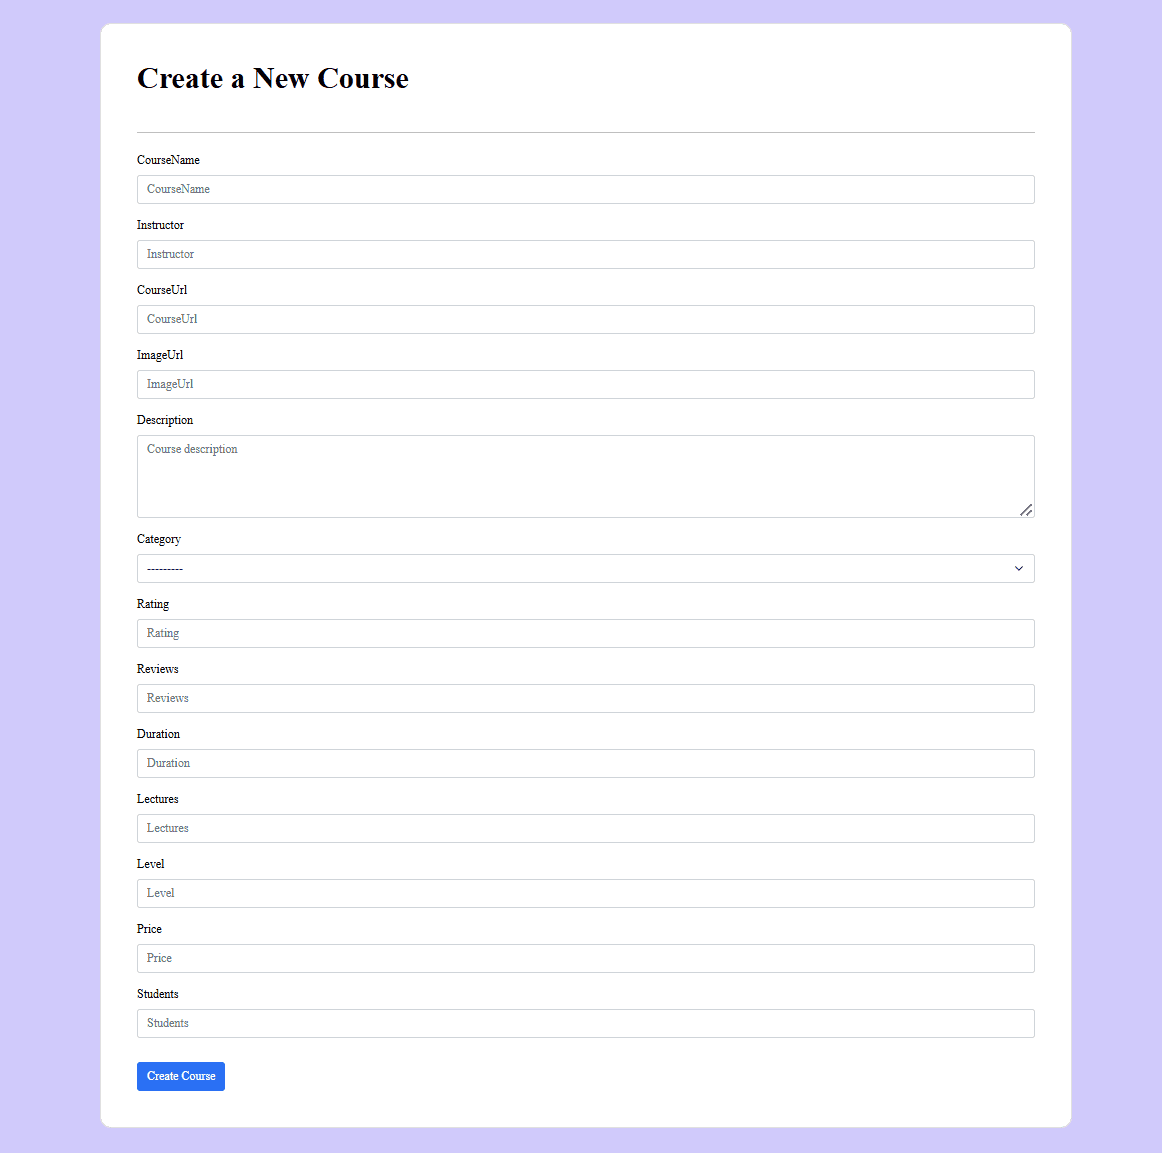 Create a New Course
CourseName
CourseName
Instructor
Instructor
CourseUrl
CourseUrl
ImageUrl
ImageUrl
Description
Course description
Category
---------
Rating
Rating
Reviews
Reviews
Duration
Duration
Lectures
Lectures
Level
Level
Price
Price
Students
Students
Create Course